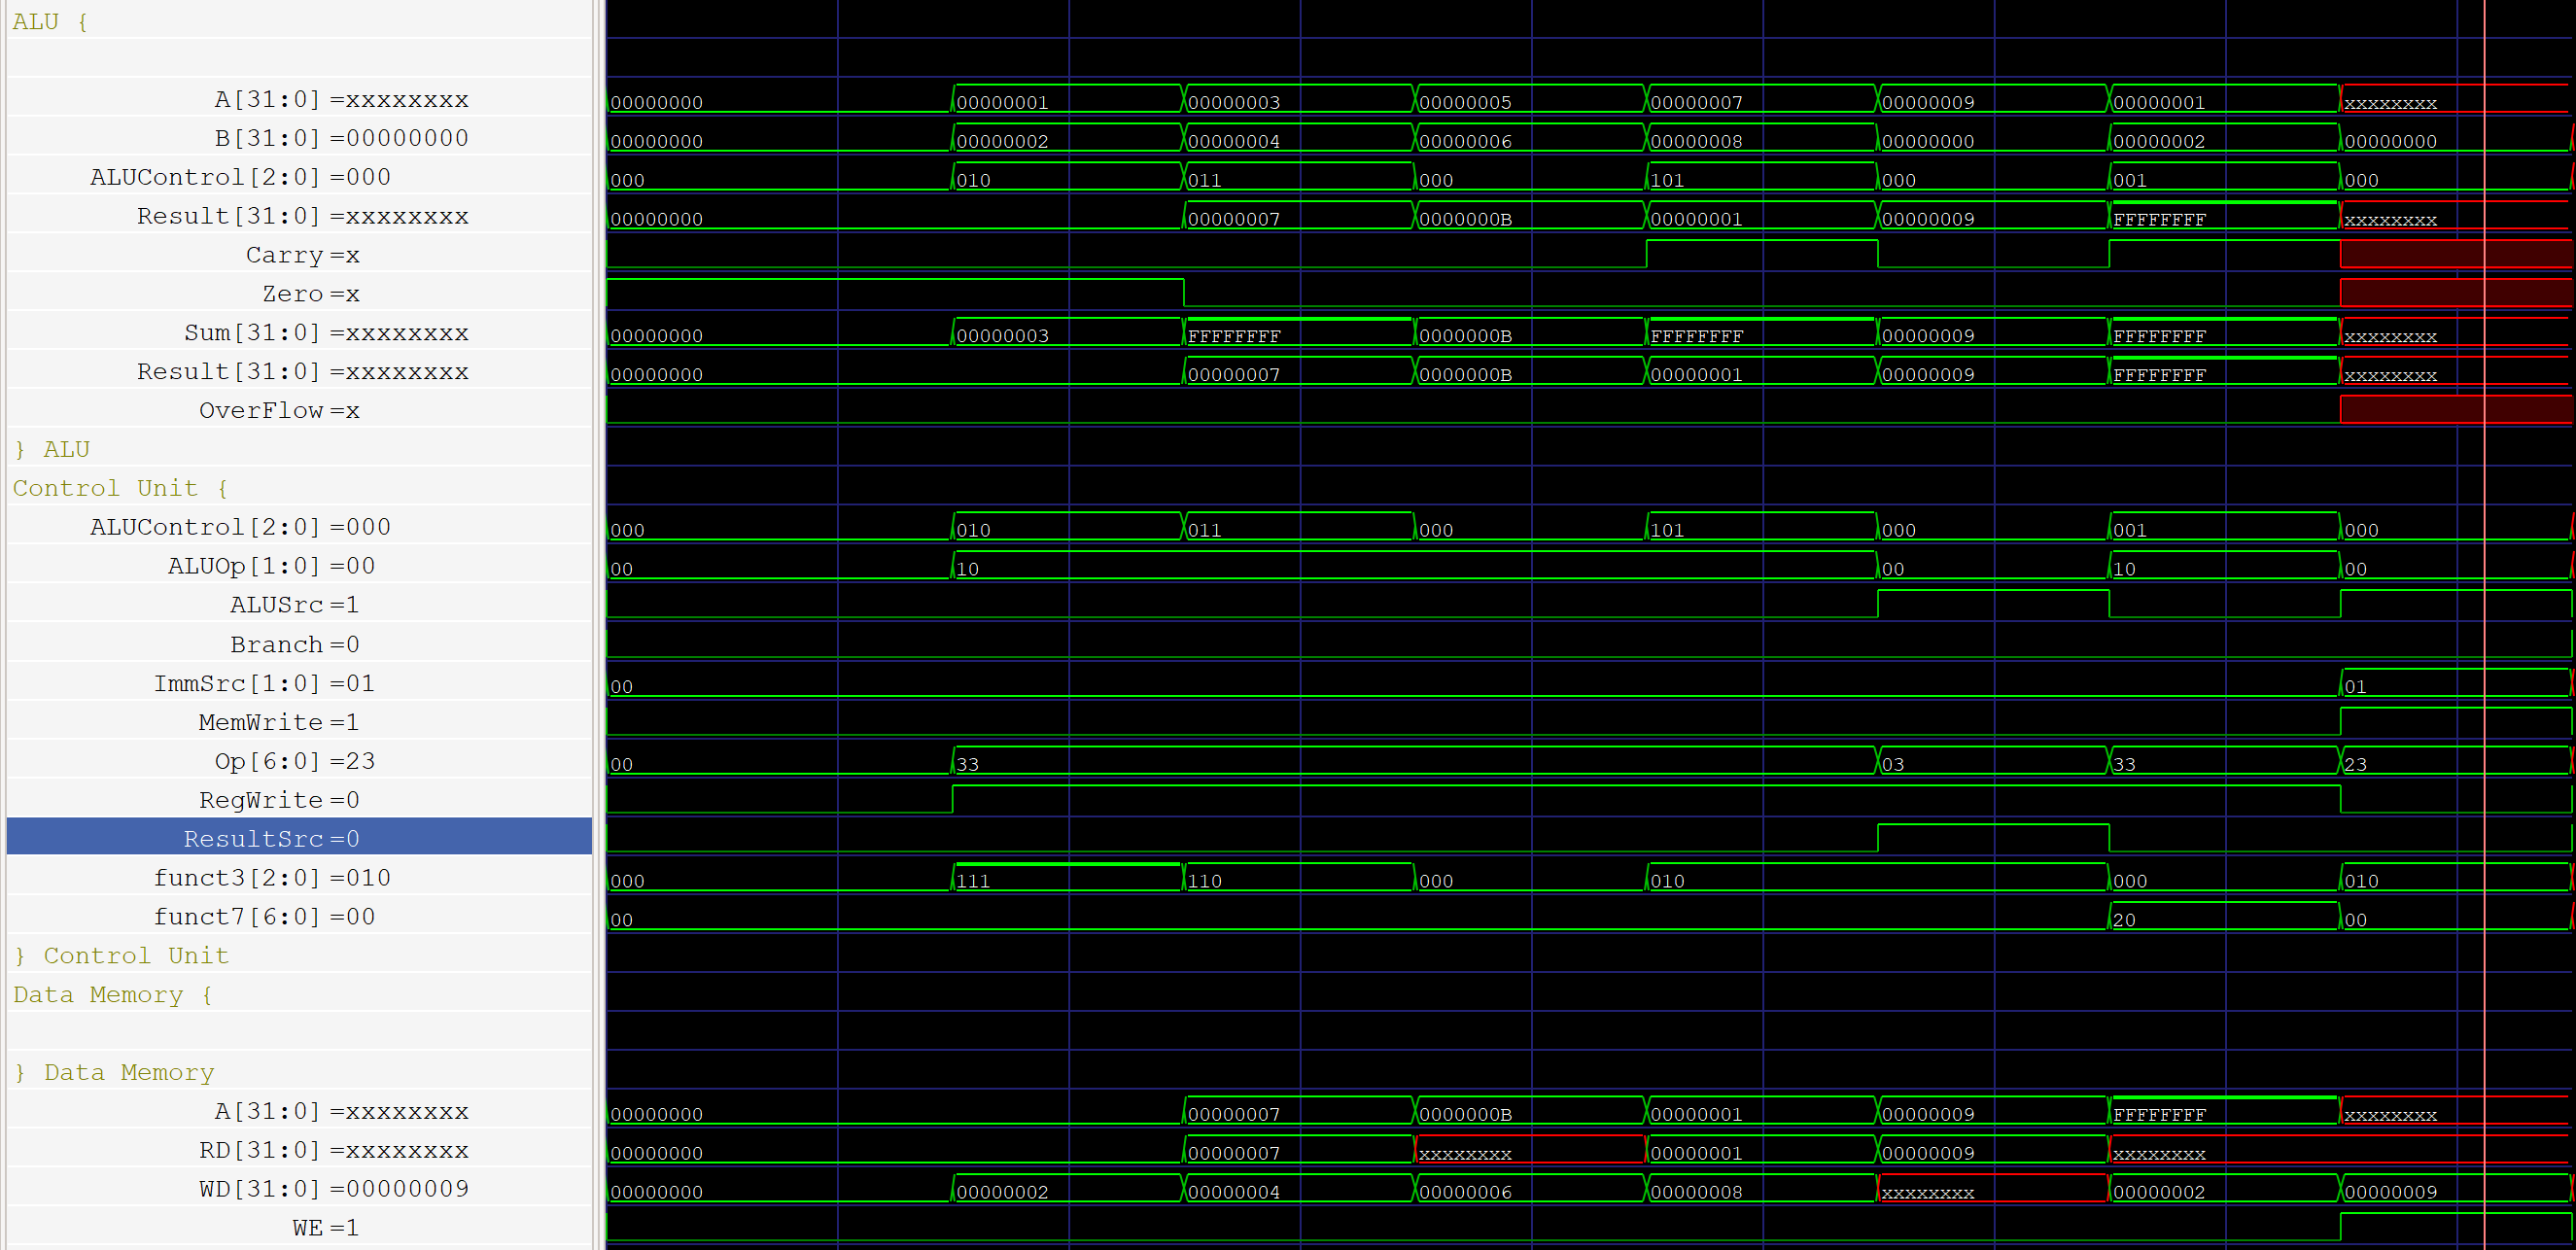 ALU {
A[31:0] =xxxxxxxx 00000000 00000001 00000003 00000005 00000007 00000009 00000001 xxxxxxxx
B[31:0] =00000000 00000000 00000002 00000004 00000006 00000008 00000000 00000002 00000000
ALUControl[2:0] =000 000 010 011 000 101 000 001 000
Result[31:0] =xxxxxxxx 00000000 00000007 0000000B 00000001 00000009 FFFFFFFF xxxxxxxx
Carry =x
Zero =x
Sum[31:0] =xxxxxxxx 00000000 00000003 FFFFFFFF 0000000B FFFFFFFF 00000009 FFFFFFFF xxxxxxxx
Result[31:0] =xxxxxxxx 00000000 00000007 0000000B 00000001 00000009 FFFFFFFF xxxxxxxx
OverFlow =x
} ALU
Control Unit {
ALUControl[2:0] =000 000 010 011 000 101 000 001 000
ALUOp[1:0] =00 00 10 00 10 00
ALUSrc =1
Branch =0
ImmSrc[1:0] =01 00 01
MemWrite =1
Op[6:0] =23 00 33 03 33 23
RegWrite =0
ResultSrc =0
funct3[2:0] =010 000 111 110 000 010 000 010
funct7[6:0] =00 00 20 00
} Control Unit
Data Memory {
} Data Memory
A[31:0] =xxxxxxxx 00000000 00000007 0000000B 00000001 00000009 FFFFFFFF xxxxxxxx
RD[31:0] =xxxxxxxx 00000000 00000007 xxxxxxxx 00000001 00000009 xxxxxxxx
WD[31:0] =00000009 00000000 00000002 00000004 00000006 00000008 xxxxxxxx 00000002 00000009
WE =1